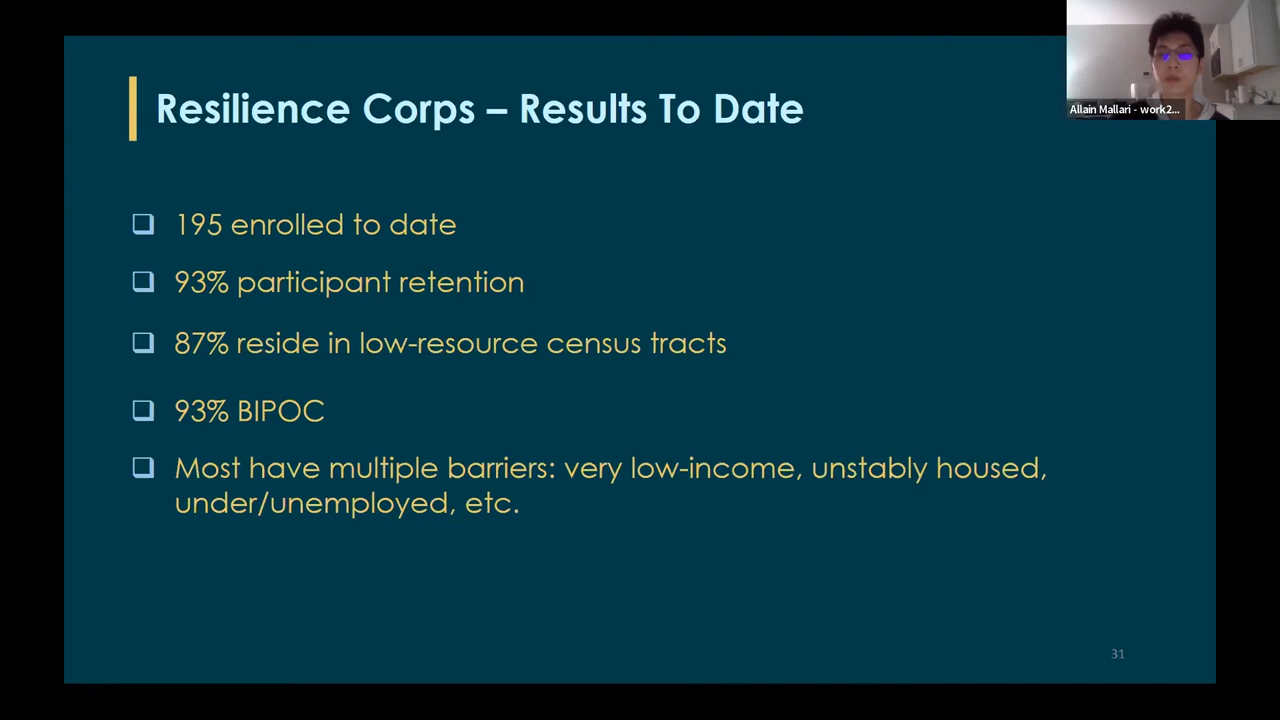 Resilience Corps – Results To Date
Allain Mallari - work2...
195 enrolled to date
93% participant retention
87% reside in low-resource census tracts
93% BIPOC
Most have multiple barriers: very low-income, unstably housed,
under/unemployed, etc.
31